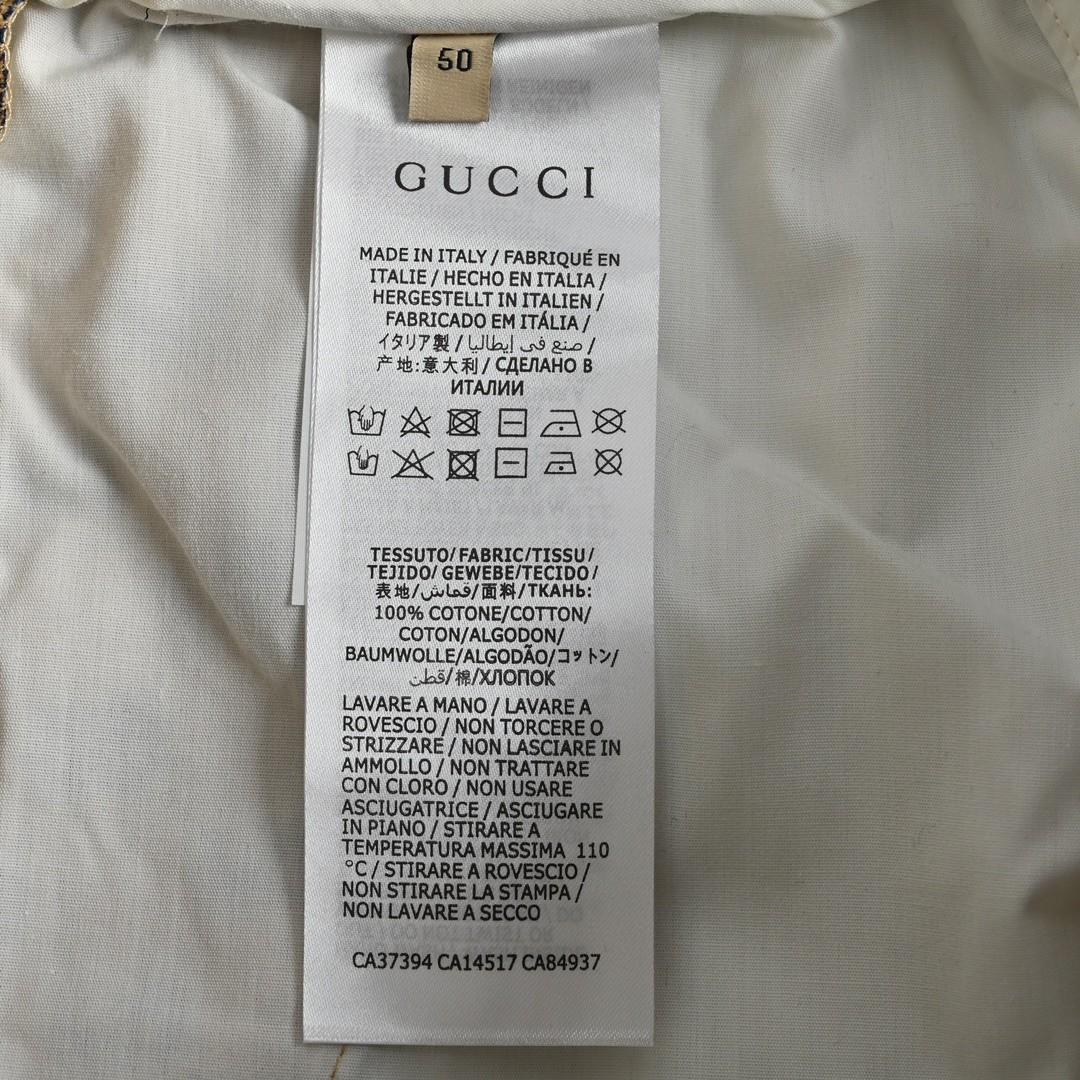 50
GUCCI
MADE IN ITALY / FABRIQUÉ EN
ITALIE / HECHO EN ITALIA /
HERGESTELLT IN ITALIEN /
FABRICADO EM ITÁLIA /
イタリア製 / صنع في إيطاليا /
产地:意大利 / СДЕЛАНО В
ИТАЛИИ
TESSUTO/ FABRIC/TISSU/
TEJIDO/ GEWEBE/TECIDO/
表地/قماش/面料/ТКАНЬ:
100% COTONE/COTTON/
COTON/ALGODON/
BAUMWOLLE/ALGODÃO/コットン/
قطن/棉/ХЛОПОК
LAVARE A MANO / LAVARE A
ROVESCIO / NON TORCERE O
STRIZZARE / NON LASCIARE IN
AMMOLLO / NON TRATTARE
CON CLORO / NON USARE
ASCIUGATRICE / ASCIUGARE
IN PIANO / STIRARE A
TEMPERATURA MASSIMA 110
°C / STIRARE A ROVESCIO /
NON STIRARE LA STAMPA /
NON LAVARE A SECCO
CA37394 CA14517 CA84937